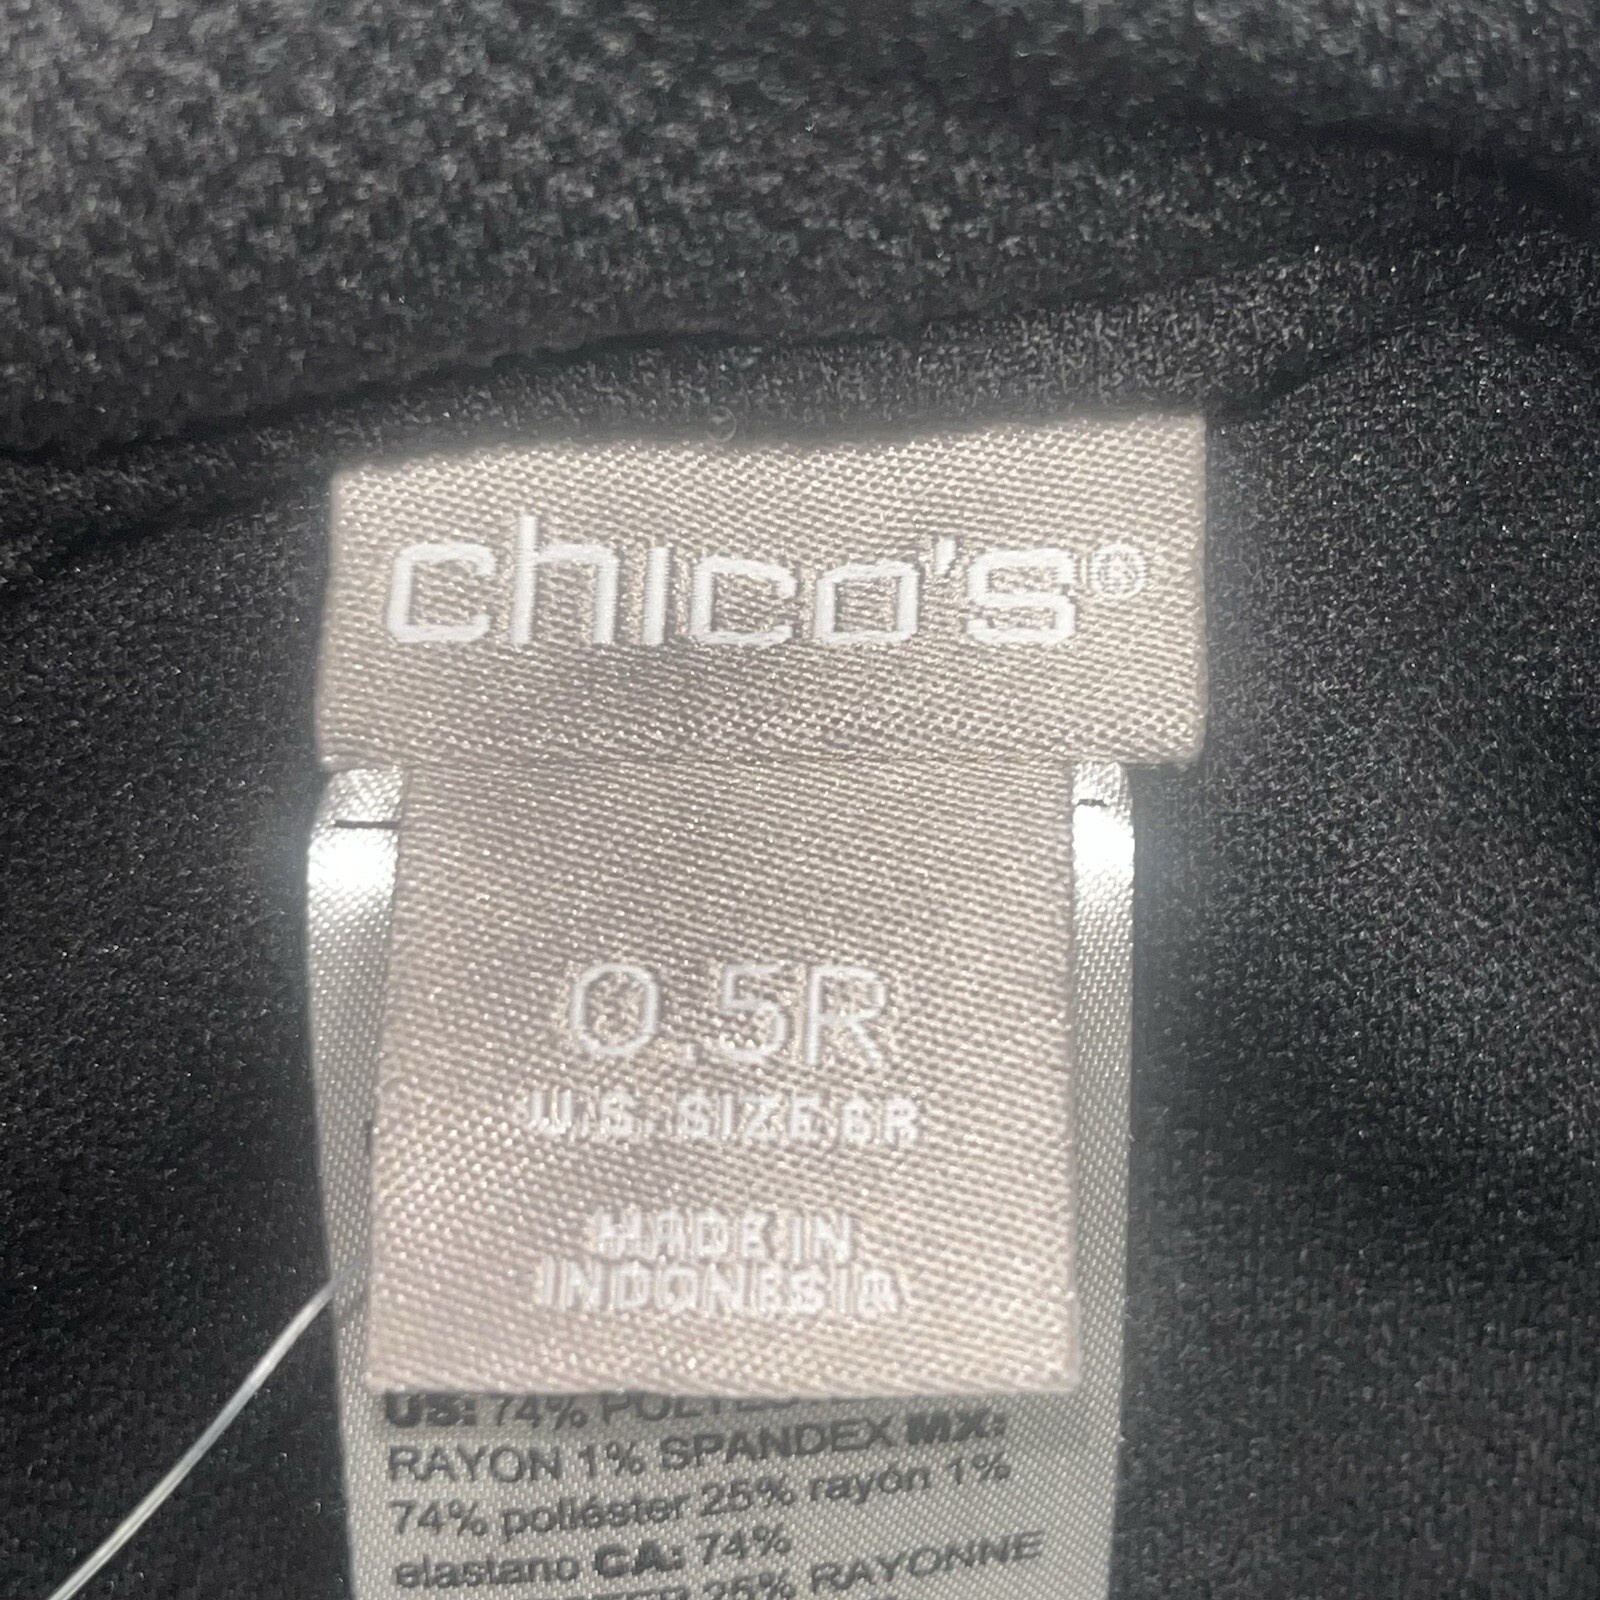 chico's®
0.5R
U.S. SIZE 6R
MADE IN
INDONESIA
US: 74%
RAYON 1% SPANDEX MX:
74% poliéster 25% rayón 1%
elastano CA: 74%
25% RAYONNE